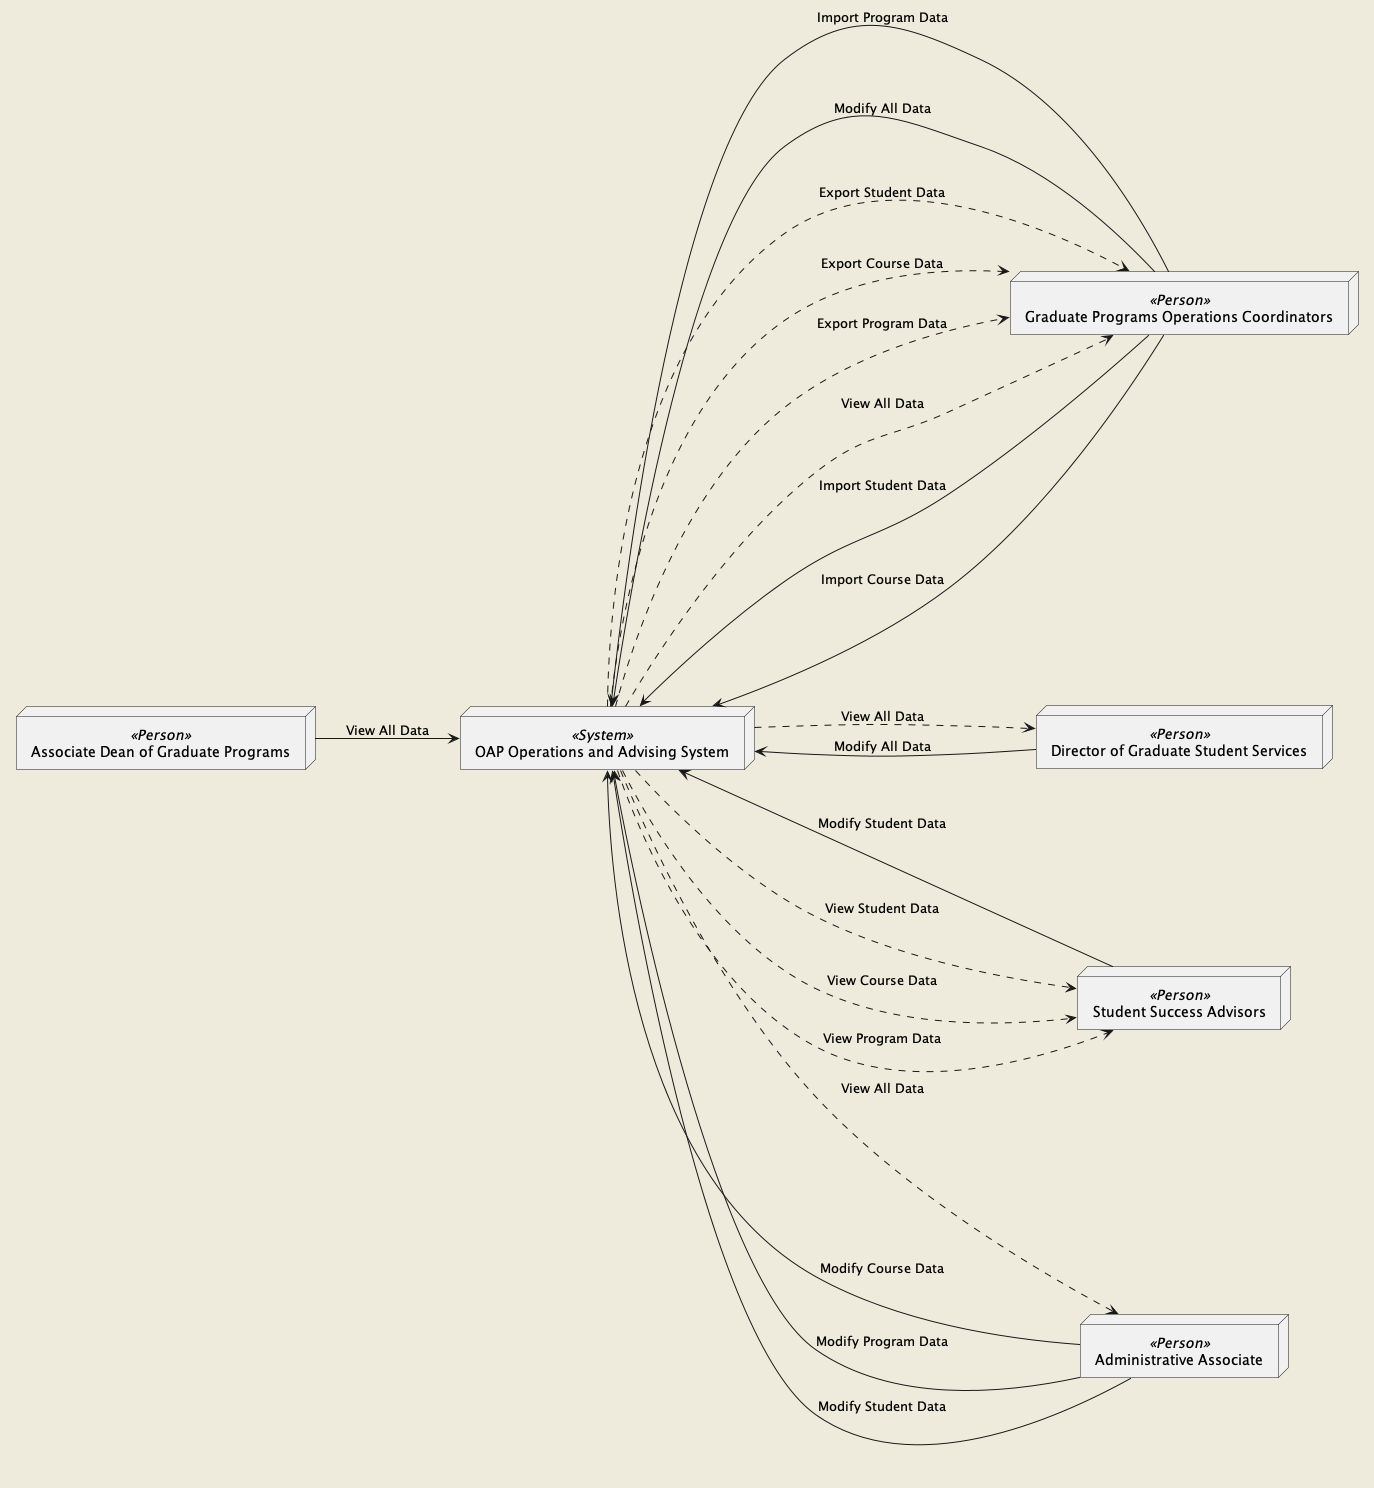 Import Program Data
Modify All Data
Export Student Data
Export Course Data
«Person»
Graduate Programs Operations Coordinators
Export Program Data
View All Data
Import Student Data
Import Course Data
«Person»
Associate Dean of Graduate Programs
View All Data
«System»
OAP Operations and Advising System
View All Data
Modify All Data
«Person»
Director of Graduate Student Services
Modify Student Data
View Student Data
View Course Data
«Person»
Student Success Advisors
View Program Data
View All Data
Modify Course Data
«Person»
Administrative Associate
Modify Program Data
Modify Student Data